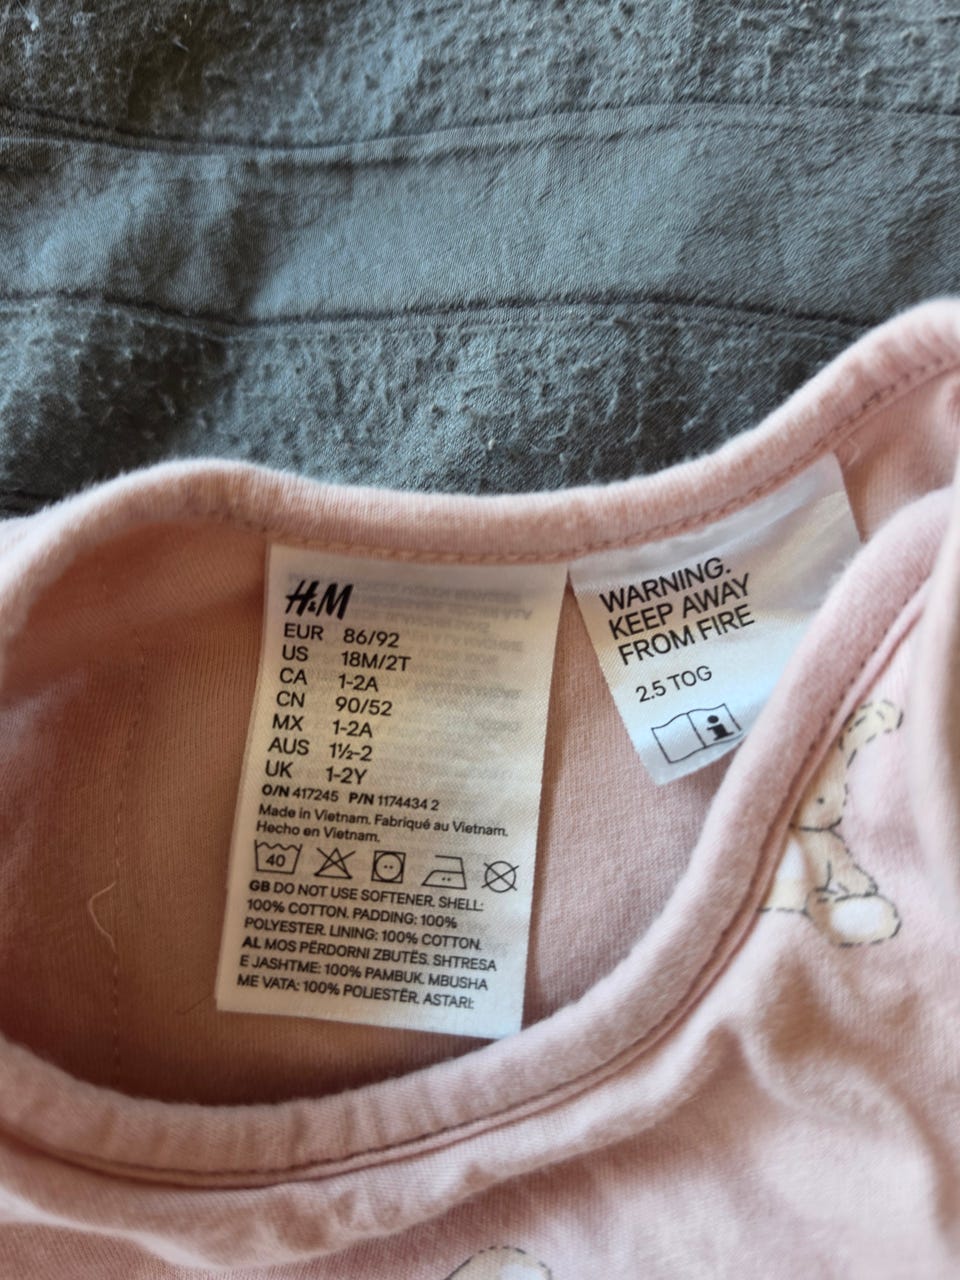 H&M
EUR 86/92
US 18M/2T
CA 1-2A
CN 90/52
MX 1-2A
AUS 1½-2
UK 1-2Y
O/N 417245 P/N 1174434 2
Made in Vietnam. Fabriqué au Vietnam.
Hecho en Vietnam.
40
GB DO NOT USE SOFTENER. SHELL:
100% COTTON. PADDING: 100%
POLYESTER. LINING: 100% COTTON.
AL MOS PËRDORNI ZBUTËS. SHTRESA
E JASHTME: 100% PAMBUK. MBUSHA
ME VATA: 100% POLIESTËR. ASTARI:
WARNING.
KEEP AWAY
FROM FIRE
2.5 TOG